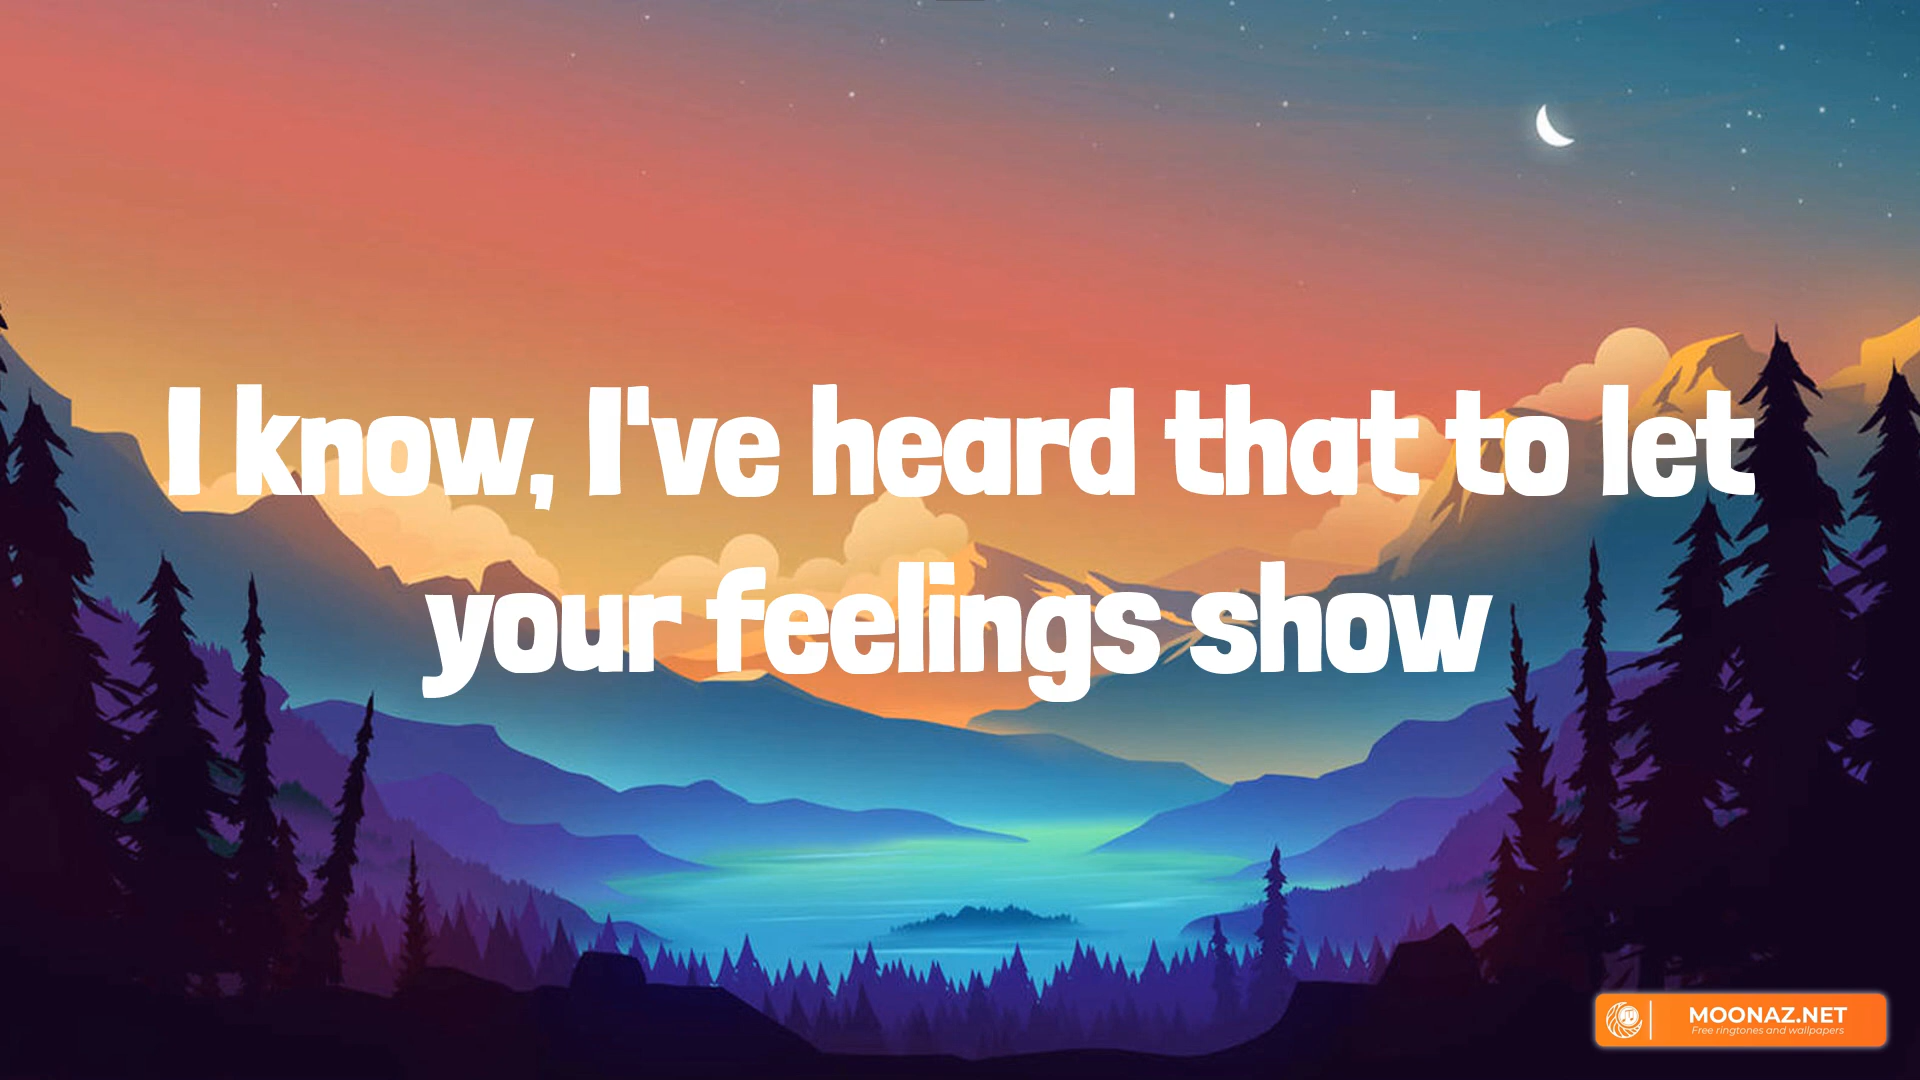 I know, I've heard that to let
your feelings show
MOONAZ.NET
Free ringtones and wallpapers